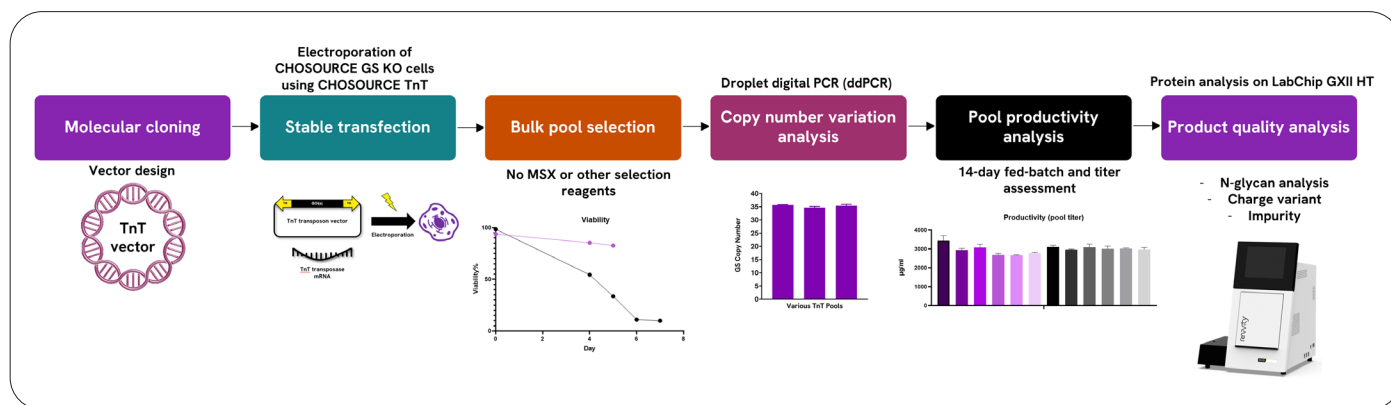 Molecular cloning
Vector design
TnT
vector
Electroporation of
CHOSOURCE GS KO cells
using CHOSOURCE TnT
Stable transfection
TnT transposon vector
Electroporation
TnT transposase
mRNA
Bulk pool selection
No MSX or other selection
reagents
Viability
Viability%
100
50
0
0
2
4
6
8
Day
Droplet digital PCR (ddPCR)
Copy number variation
analysis
GS Copy Number
40
35
30
25
20
15
10
5
0
Various TnT Pools
Pool productivity
analysis
14-day fed-batch and titer
assessment
Productivity (pool titer)
µg/ml
4000
3000
2000
1000
0
Protein analysis on LabChip GXII HT
Product quality analysis
- N-glycan analysis
- Charge variant
- Impurity
revvity